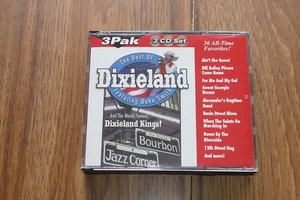 3Pak
3 CD Set
The Best Of
Dixieland
Featuring Duke Smith
And The World Famous
Dixieland Kings!
Bourbon
Jazz Corner
36 All-Time
Favorites!
Ain't She Sweet
Bill Bailey Please
Come Home
For Me And My Gal
Sweet Georgia
Brown
Alexander's Ragtime
Band
Basin Street Blues
When The Saints Go
Marching In
Down By The
Riverside
12th Street Rag
And more!